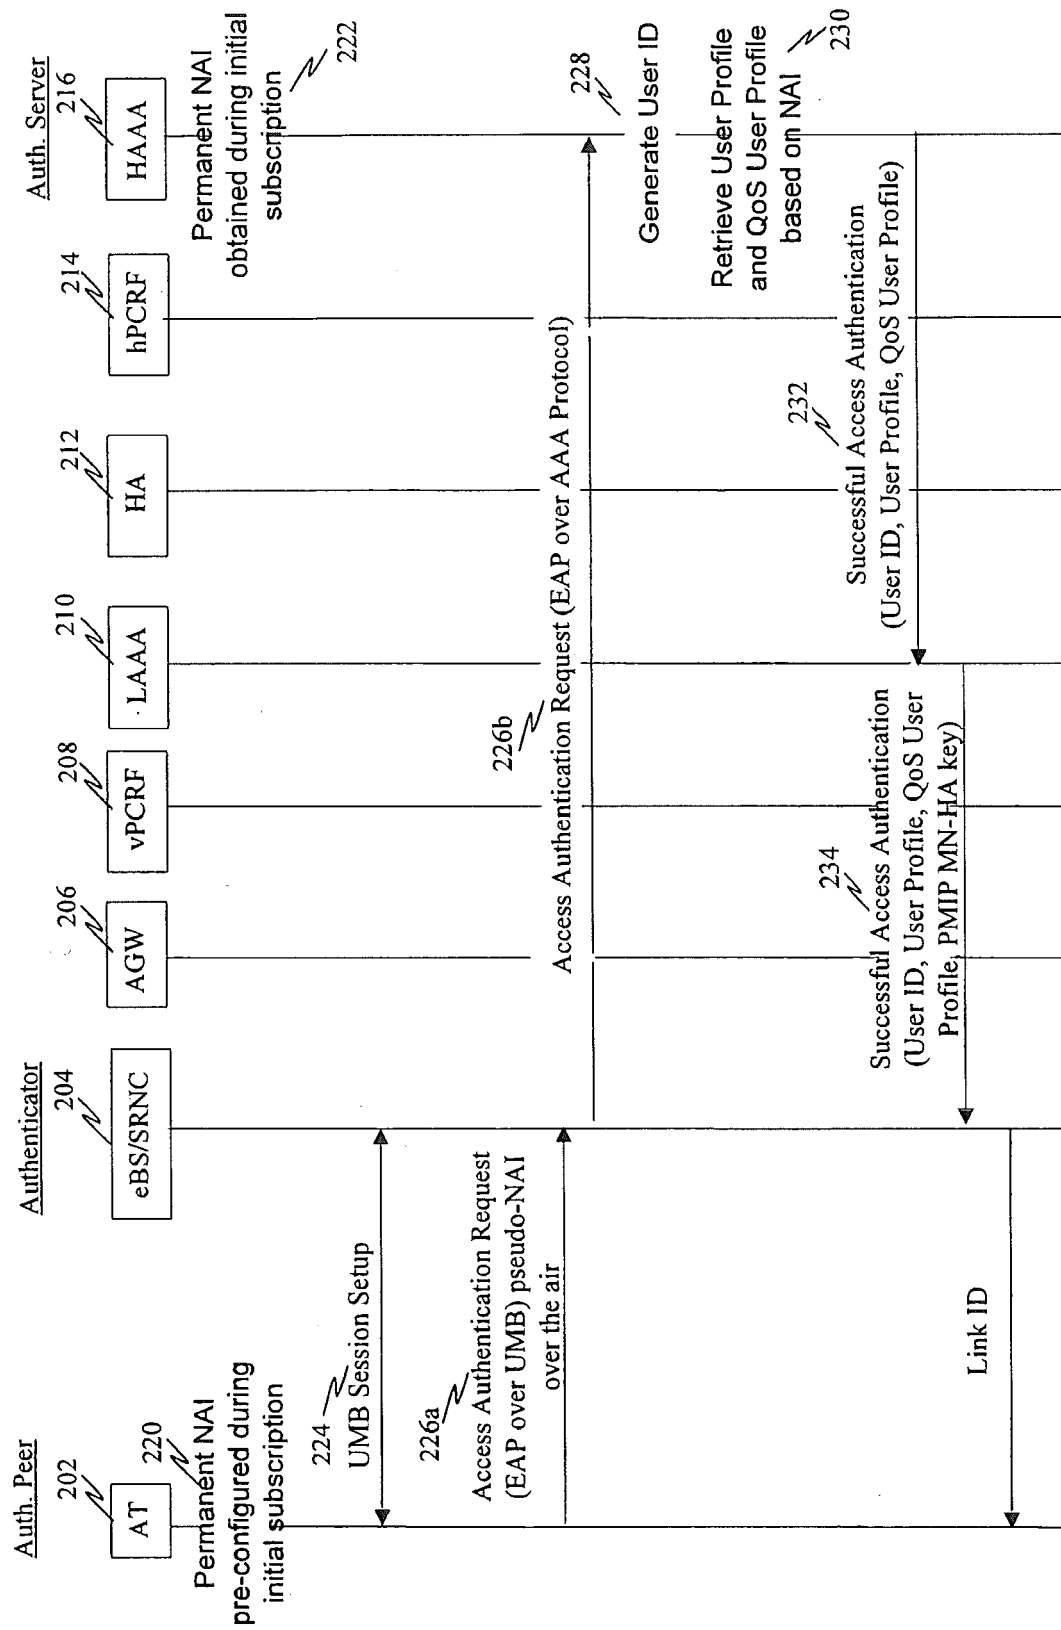 Auth. Peer
Authenticator
Auth. Server
202
204
206
208
210
212
214
216
AT
eBS/SRNC
AGW
vPCRF
LAAA
HA
hPCRF
HAAA
220
Permanent NAI
pre-configured during
initial subscription
Permanent NAI
obtained during initial
subscription
222
224
UMB Session Setup
226a
Access Authentication Request
(EAP over UMB) pseudo-NAI
over the air
226b
Access Authentication Request (EAP over AAA Protocol)
228
Generate User ID
Retrieve User Profile
and QoS User Profile
based on NAI
230
232
Successful Access Authentication
(User ID, User Profile, QoS User Profile)
234
Successful Access Authentication
(User ID, User Profile, QoS User
Profile, PMIP MN-HA key)
Link ID